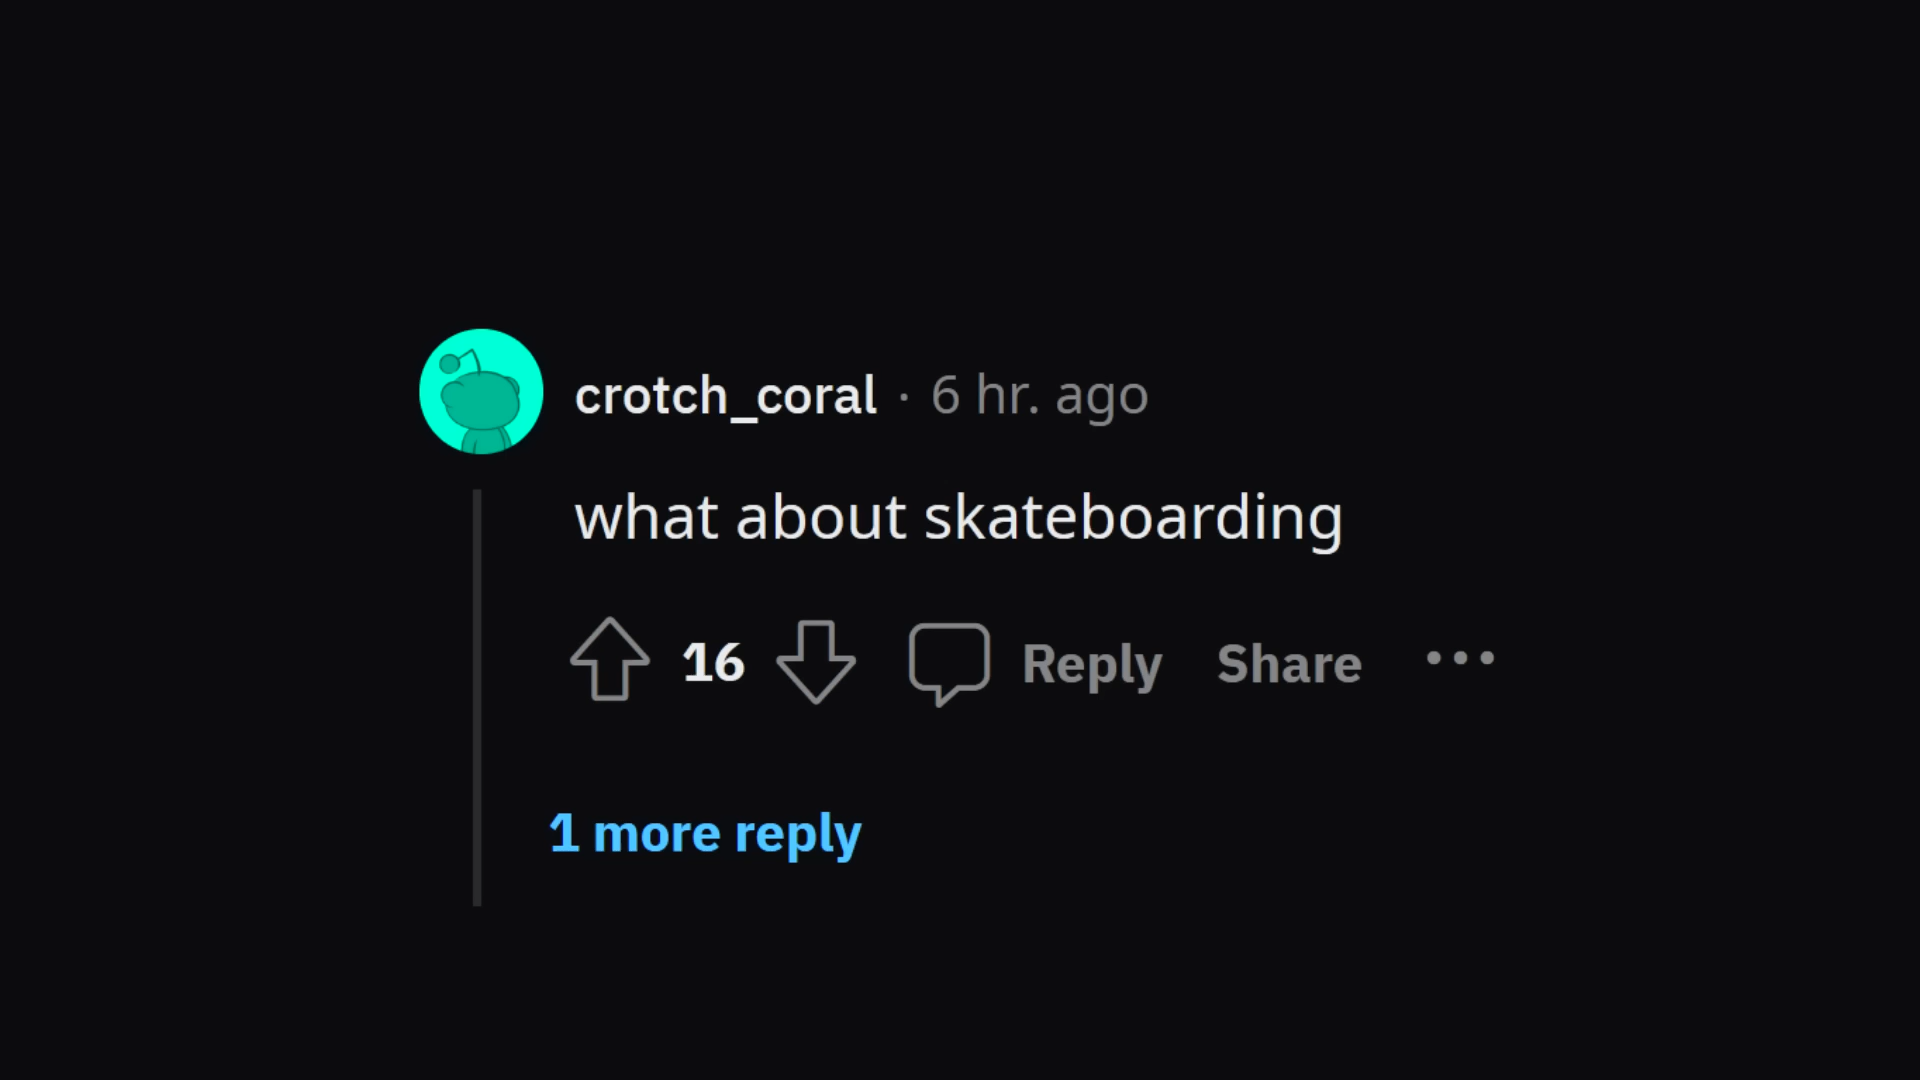 crotch_coral · 6 hr. ago
what about skateboarding
16 Reply Share ...
1 more reply